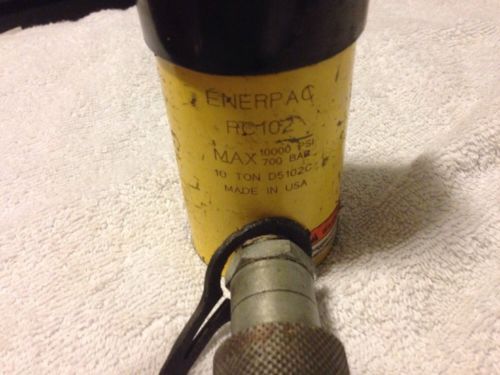 ENERPAC
RC102
MAX 10000 PSI
700 BAR
10 TON D5102C
MADE IN USA